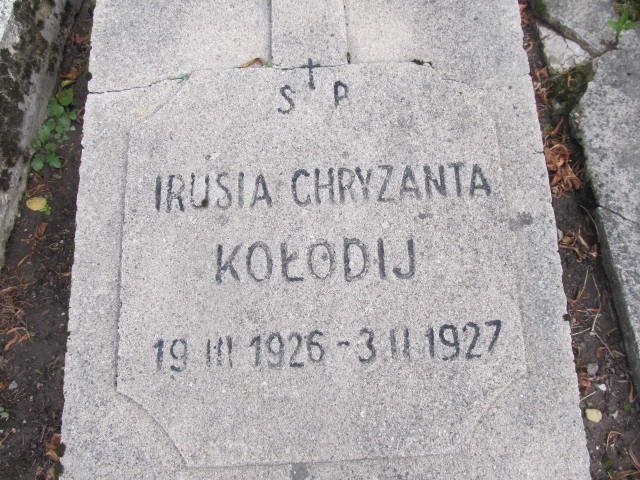 S † P
IRUSIA CHRYZANTA
KOŁODIJ
19 III 1926 - 3 II 1927